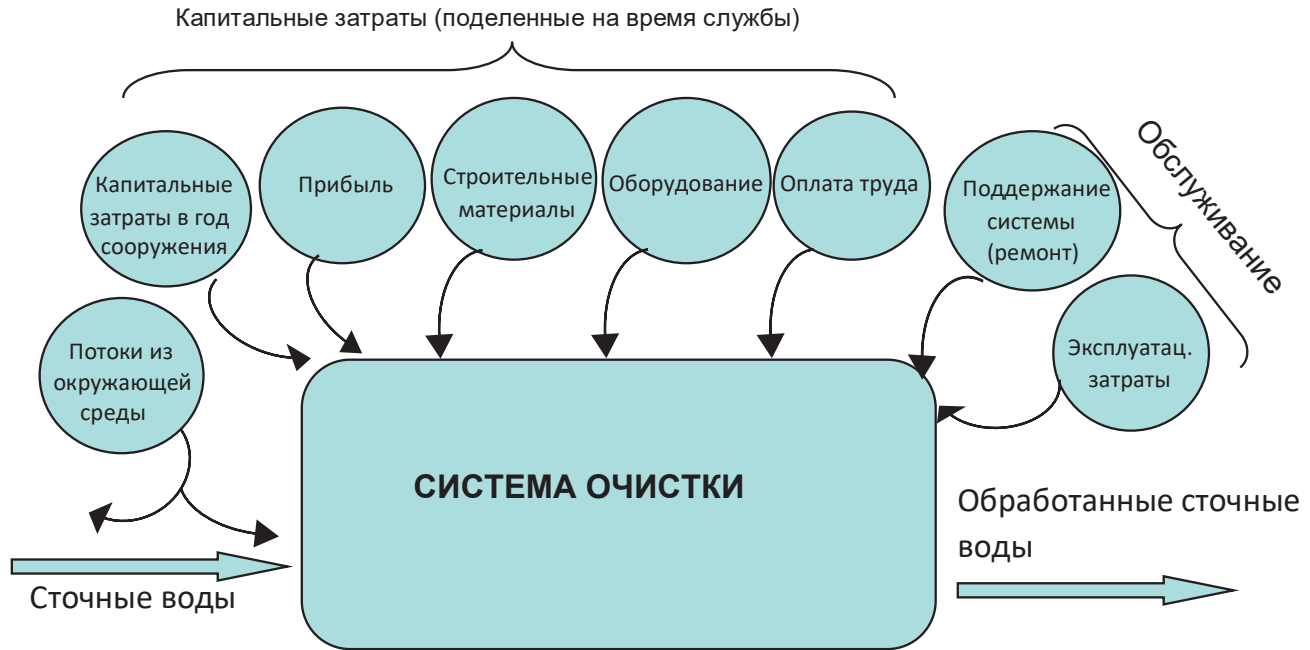 Капитальные затраты (поделенные на время службы)
Капитальные
затраты в год
сооружения
Прибыль
Строительные
материалы
Оборудование
Оплата труда
Поддержание
системы
(ремонт)
Обслуживание
Потоки из
окружающей
среды
Эксплуатац.
затраты
СИСТЕМА ОЧИСТКИ
Сточные воды
Обработанные сточные
воды